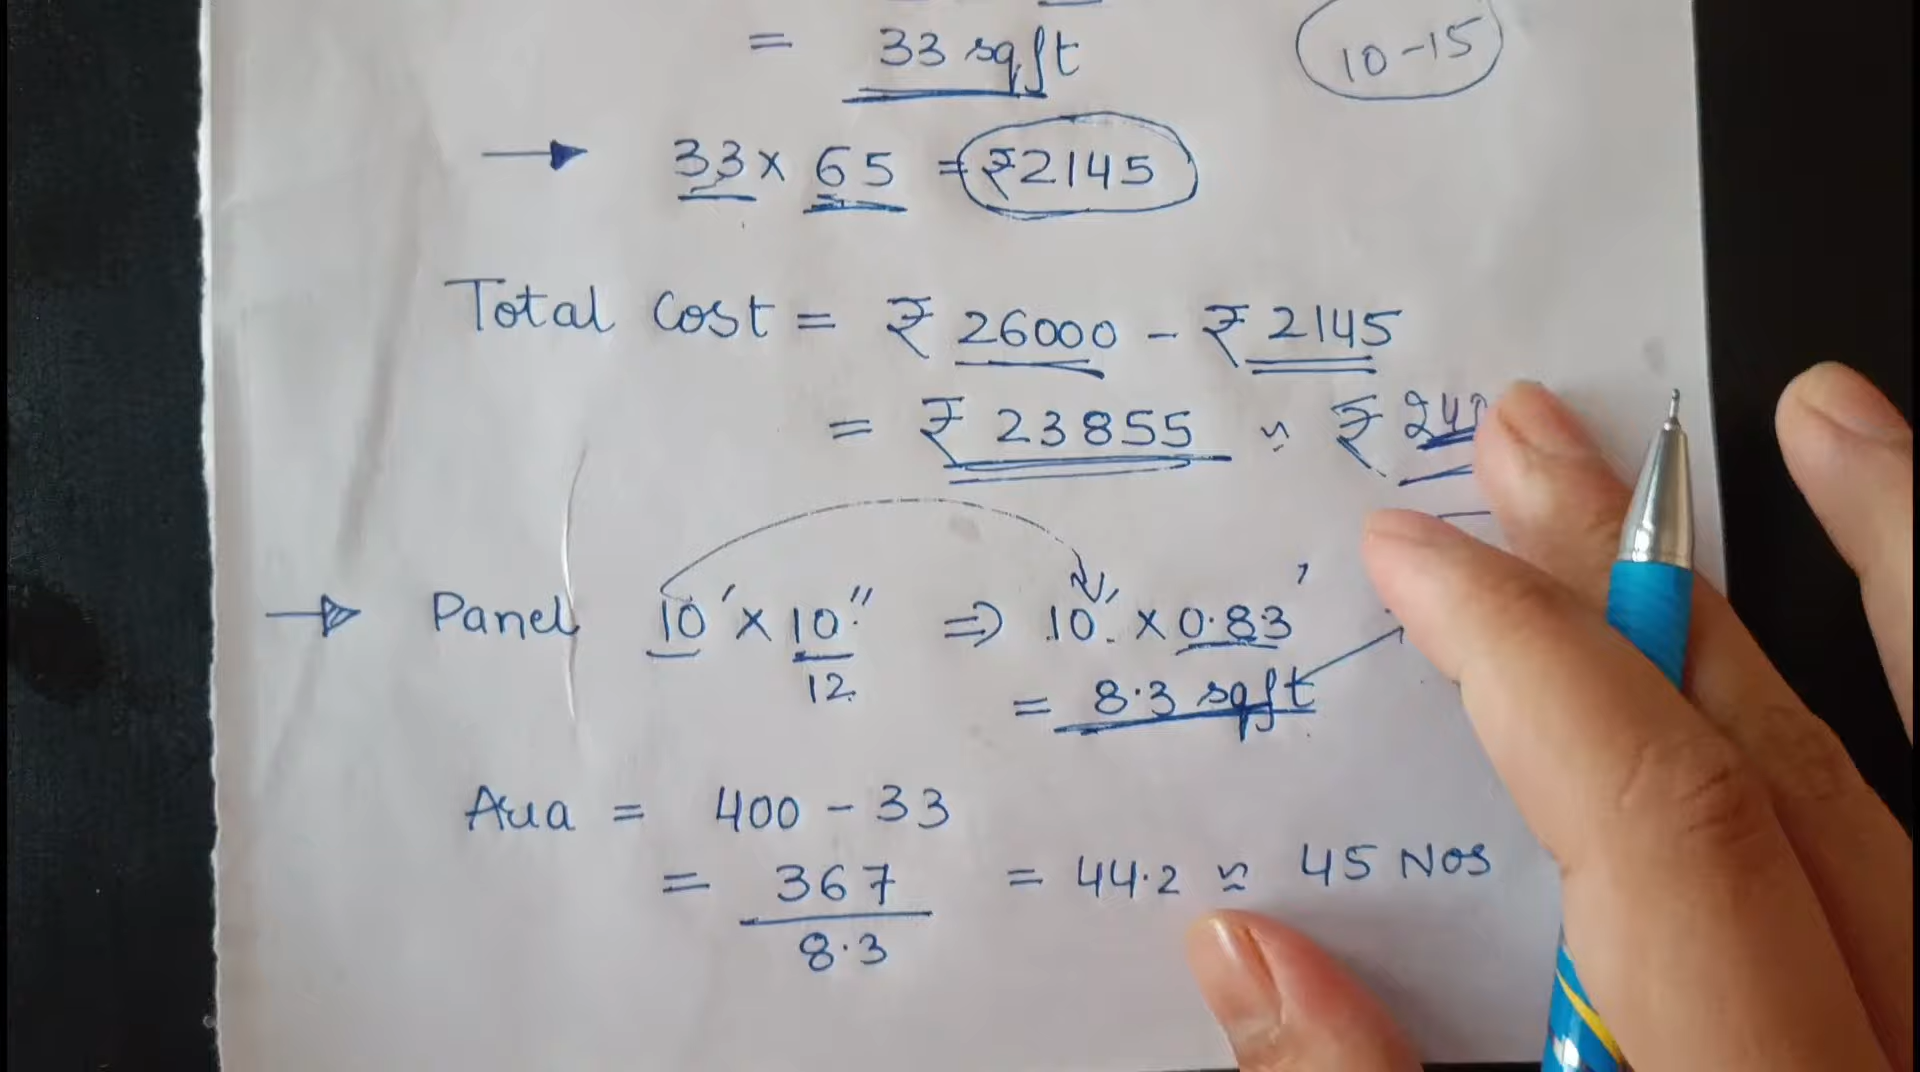 = 33 sqft
10-15
33 x 65 = ₹2145
Total Cost = ₹ 26000 - ₹ 2145
= ₹ 23855 ≈ ₹
Panel 10' x 10" ⇒ 10' x 0.83'
12
= 8.3 sqft
Area = 400 - 33
= 367 = 44.2 ≈ 45 Nos
8.3